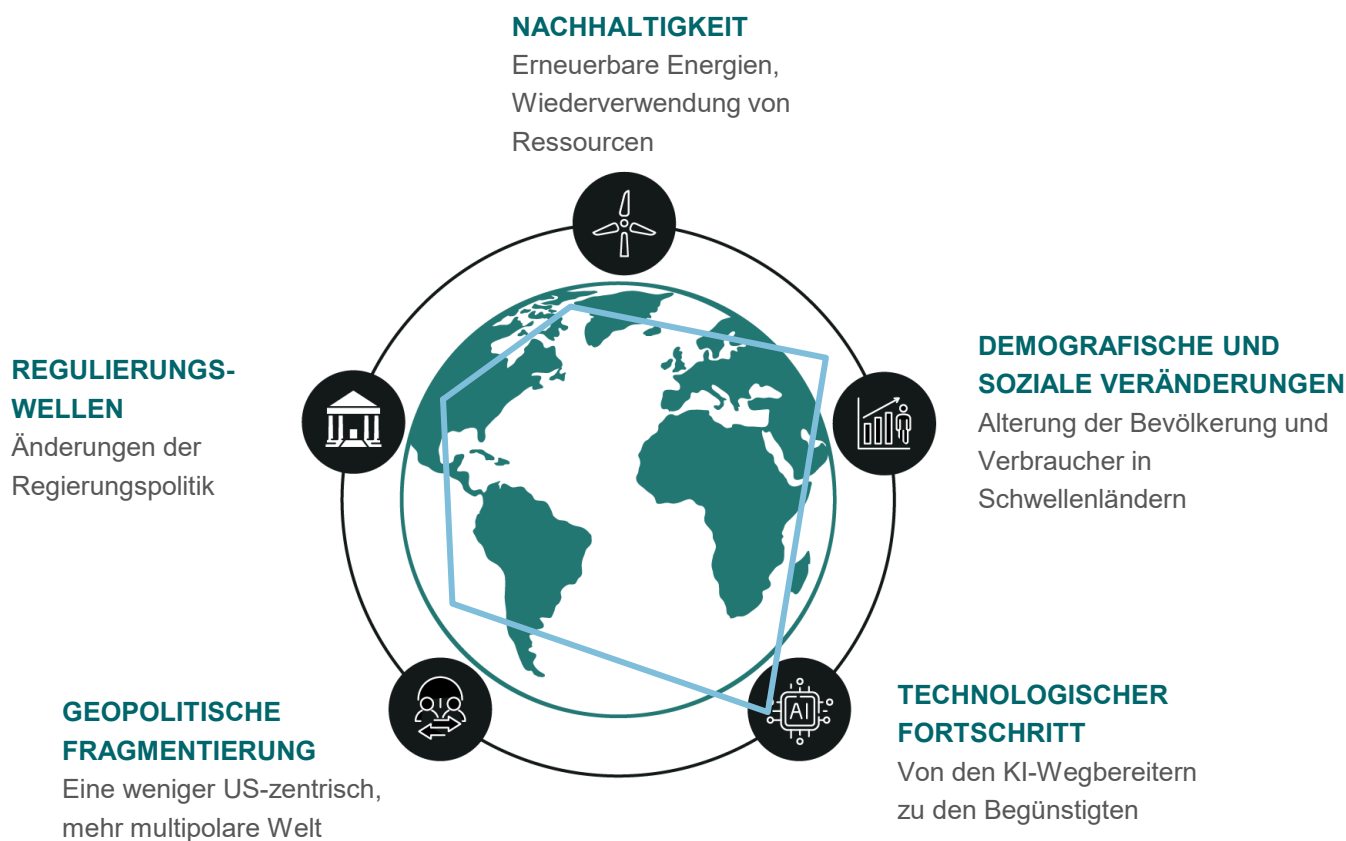 NACHHALTIGKEIT
Erneuerbare Energien,
Wiederverwendung von
Ressourcen
DEMOGRAFISCHE UND
SOZIALE VERÄNDERUNGEN
Alterung der Bevölkerung und
Verbraucher in
Schwellenländern
REGULIERUNGS-
WELLEN
Änderungen der
Regierungspolitik
TECHNOLOGISCHER
FORTSCHRITT
Von den KI-Wegbereitern
zu den Begünstigten
AI
GEOPOLITISCHE
FRAGMENTIERUNG
Eine weniger US-zentrisch,
mehr multipolare Welt